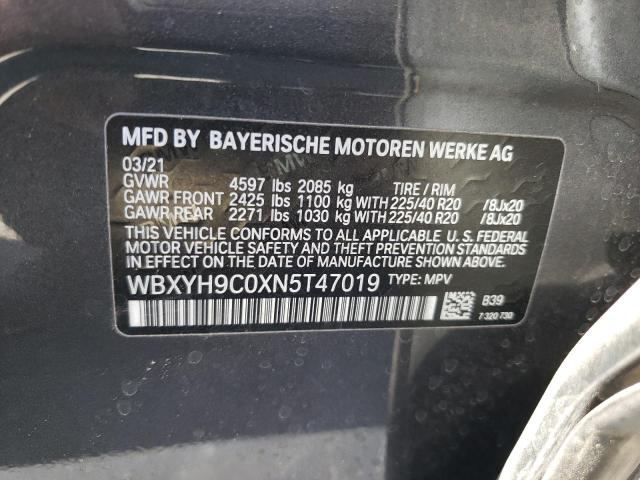 MFD BY BAYERISCHE MOTOREN WERKE AG
03/21
GVWR 4597 lbs 2085 kg TIRE / RIM
GAWR FRONT 2425 lbs 1100 kg WITH 225/40 R20 /8Jx20
GAWR REAR 2271 lbs 1030 kg WITH 225/40 R20 /8Jx20
THIS VEHICLE CONFORMS TO ALL APPLICABLE U. S. FEDERAL
MOTOR VEHICLE SAFETY AND THEFT PREVENTION STANDARDS
IN EFFECT ON THE DATE OF MANUFACTURE SHOWN ABOVE.
WBXYH9C0XN5T47019 TYPE: MPV
B39
7 320 730